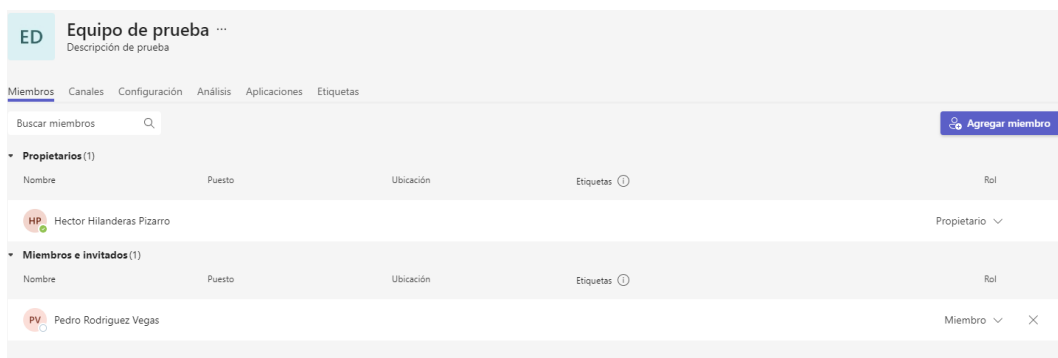 ED Equipo de prueba ...
Descripción de prueba
Miembros Canales Configuración Análisis Aplicaciones Etiquetas
Buscar miembros Agregar miembro
Propietarios (1)
Nombre Puesto Ubicación Etiquetas Rol
HP Hector Hilanderas Pizarro Propietario
Miembros e invitados (1)
Nombre Puesto Ubicación Etiquetas Rol
PV Pedro Rodriguez Vegas Miembro